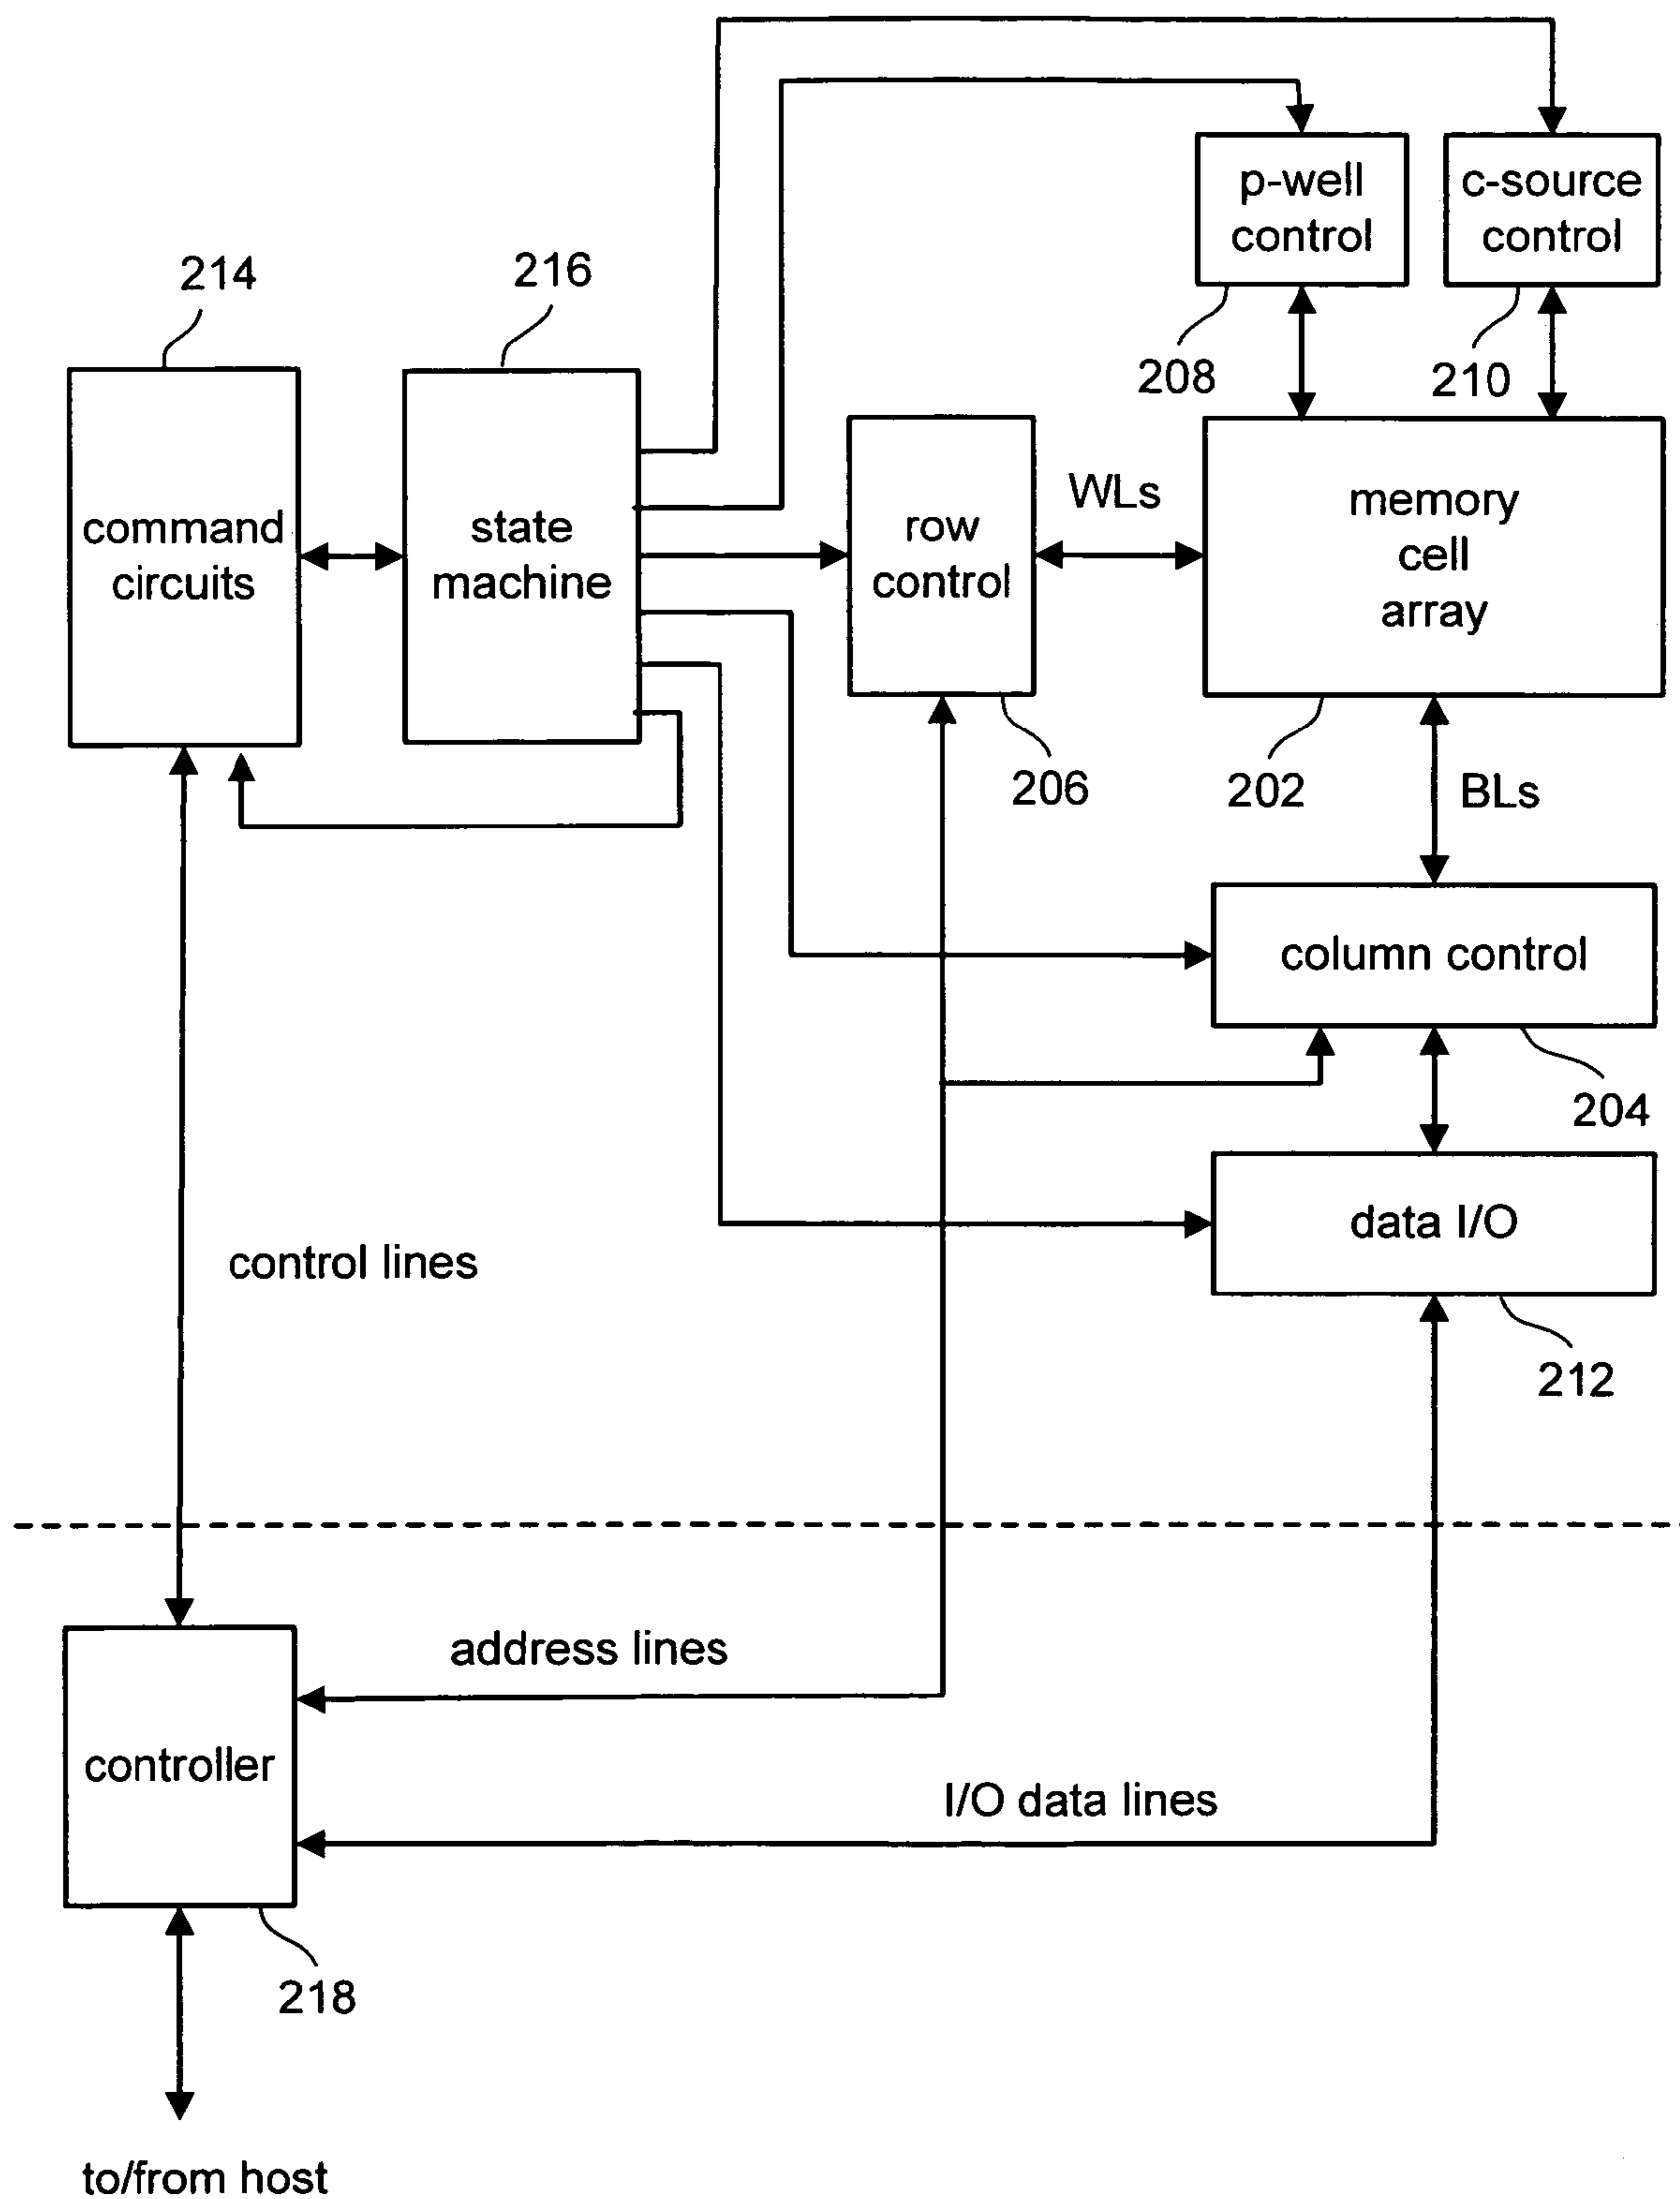 p-well
control
c-source
control
214
216
208
210
command
circuits
state
machine
row
control
WLs
memory
cell
array
206
202
BLs
column control
204
data I/O
control lines
212
address lines
controller
I/O data lines
218
to/from host